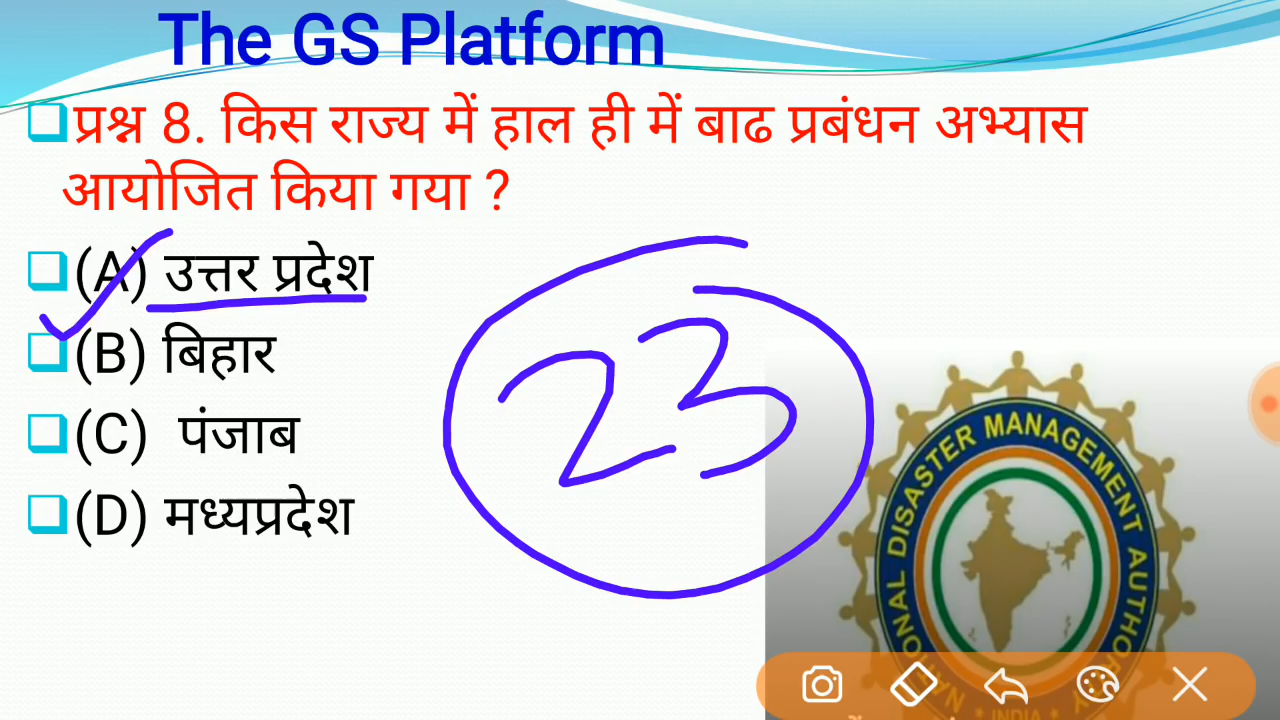 The GS Platform
प्रश्न 8. किस राज्य में हाल ही में बाढ प्रबंधन अभ्यास
आयोजित किया गया ?
(A) उत्तर प्रदेश
(B) बिहार
(C) पंजाब
(D) मध्यप्रदेश
23
NATIONAL DISASTER MANAGEMENT AUTHORITY
* INDIA *